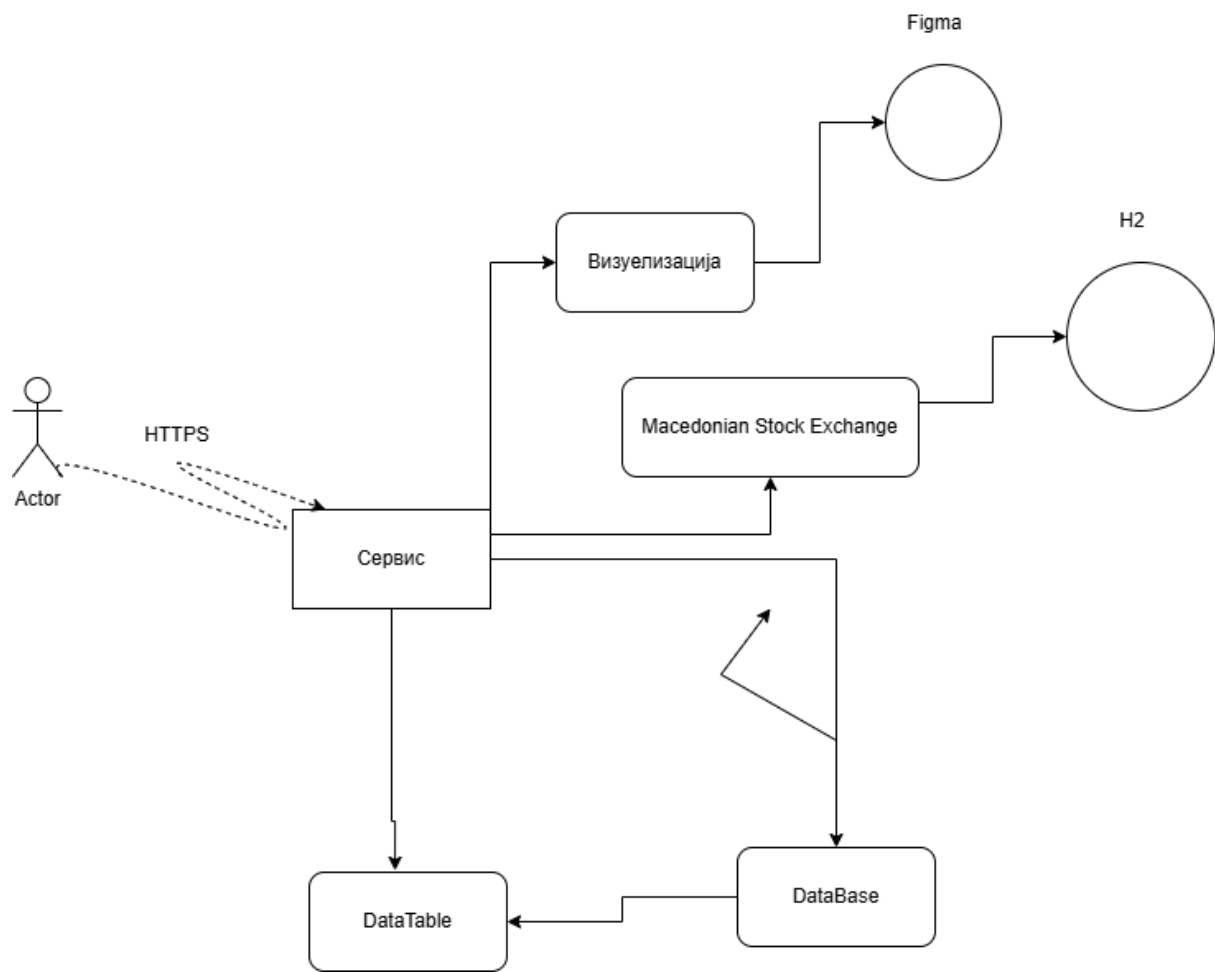 Figma
H2
Визуелизација
Macedonian Stock Exchange
HTTPS
Actor
Сервис
DataBase
DataTable